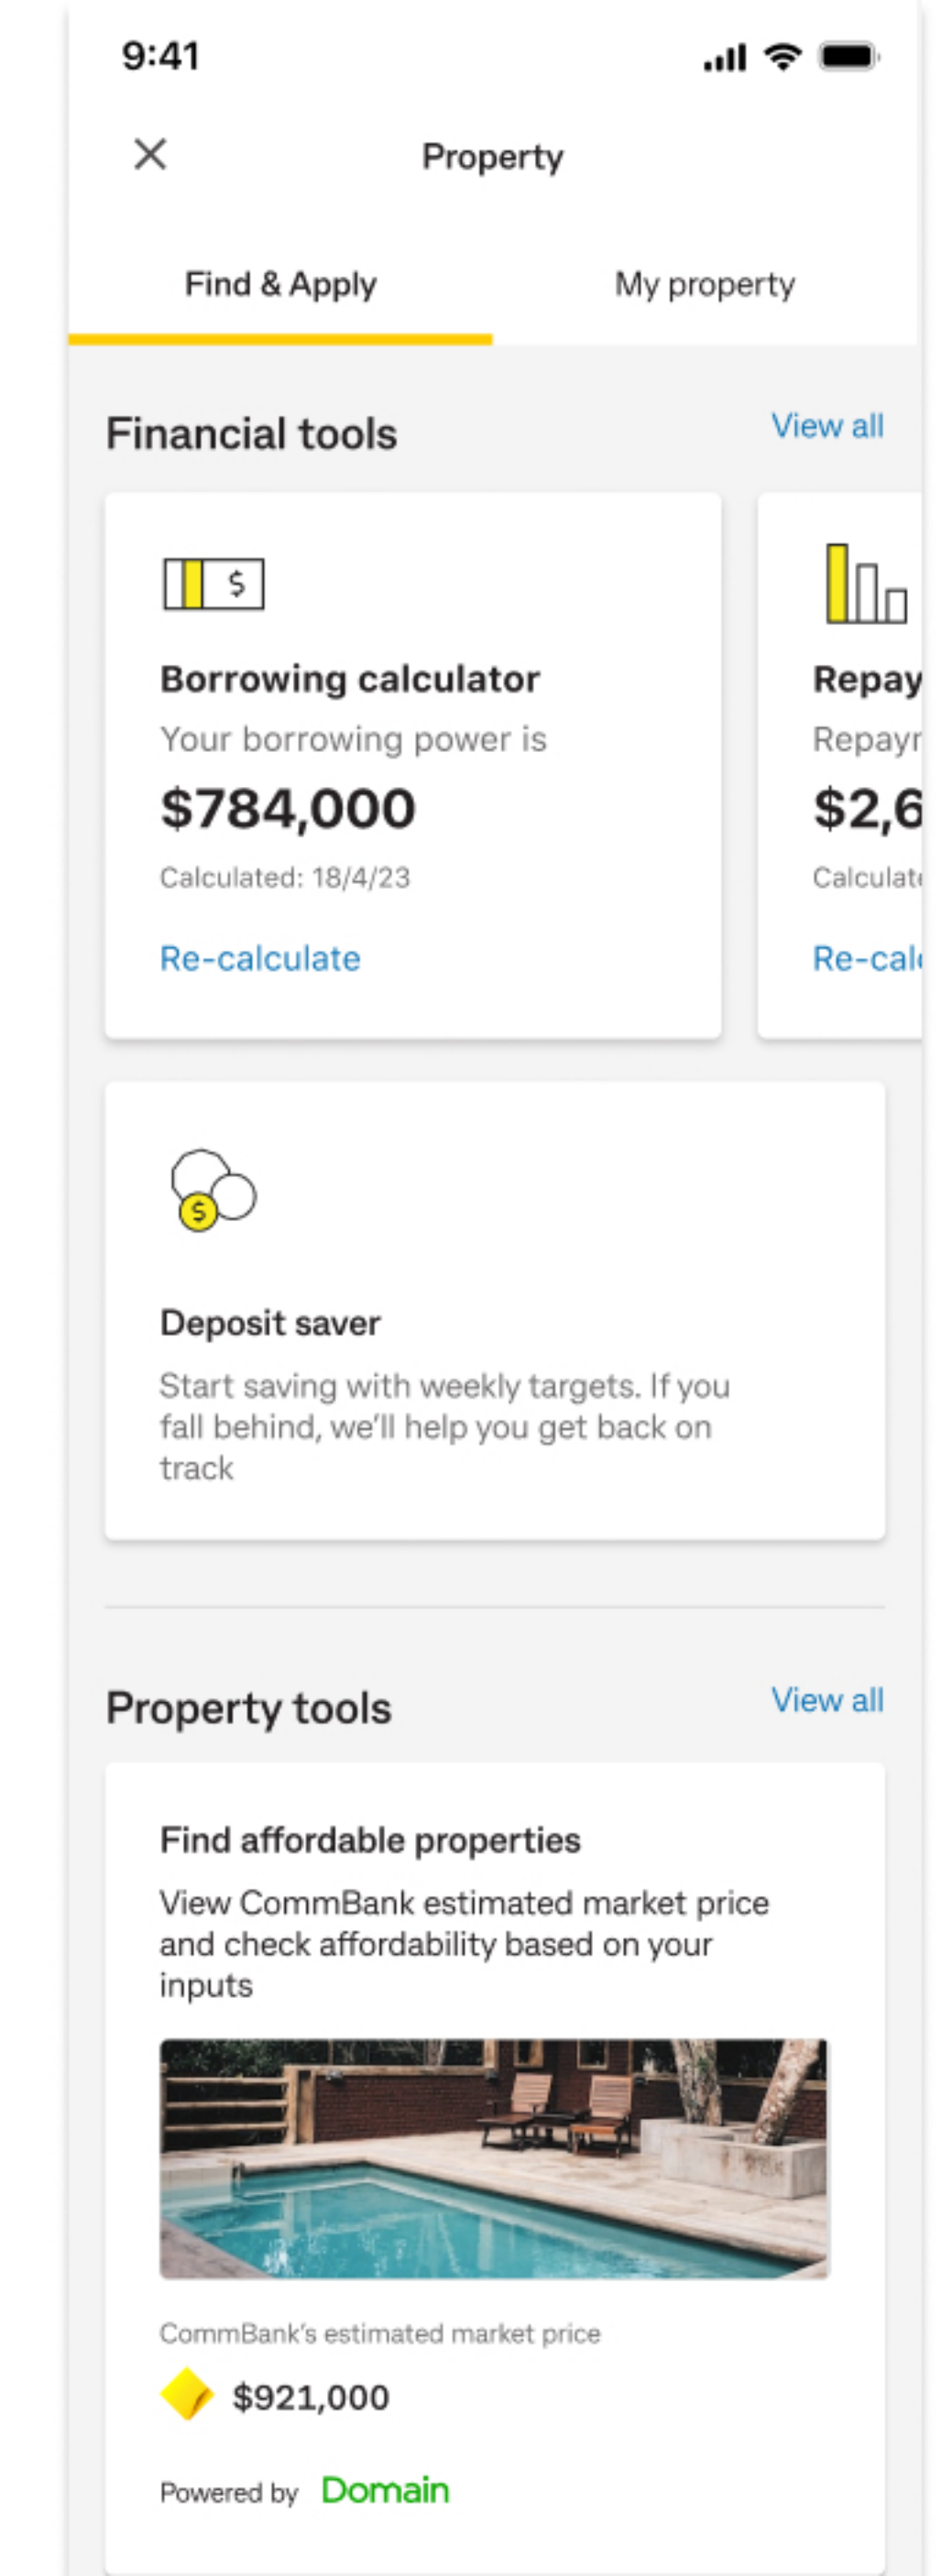 9:41
Property
Find & Apply
My property
Financial tools
View all
$
Borrowing calculator
Your borrowing power is
$784,000
Calculated: 18/4/23
Re-calculate
Repay
Repayr
$2,6
Calculate
Re-calc
$
Deposit saver
Start saving with weekly targets. If you
fall behind, we’ll help you get back on
track
Property tools
View all
Find affordable properties
View CommBank estimated market price
and check affordability based on your
inputs
CommBank’s estimated market price
$921,000
Powered by Domain